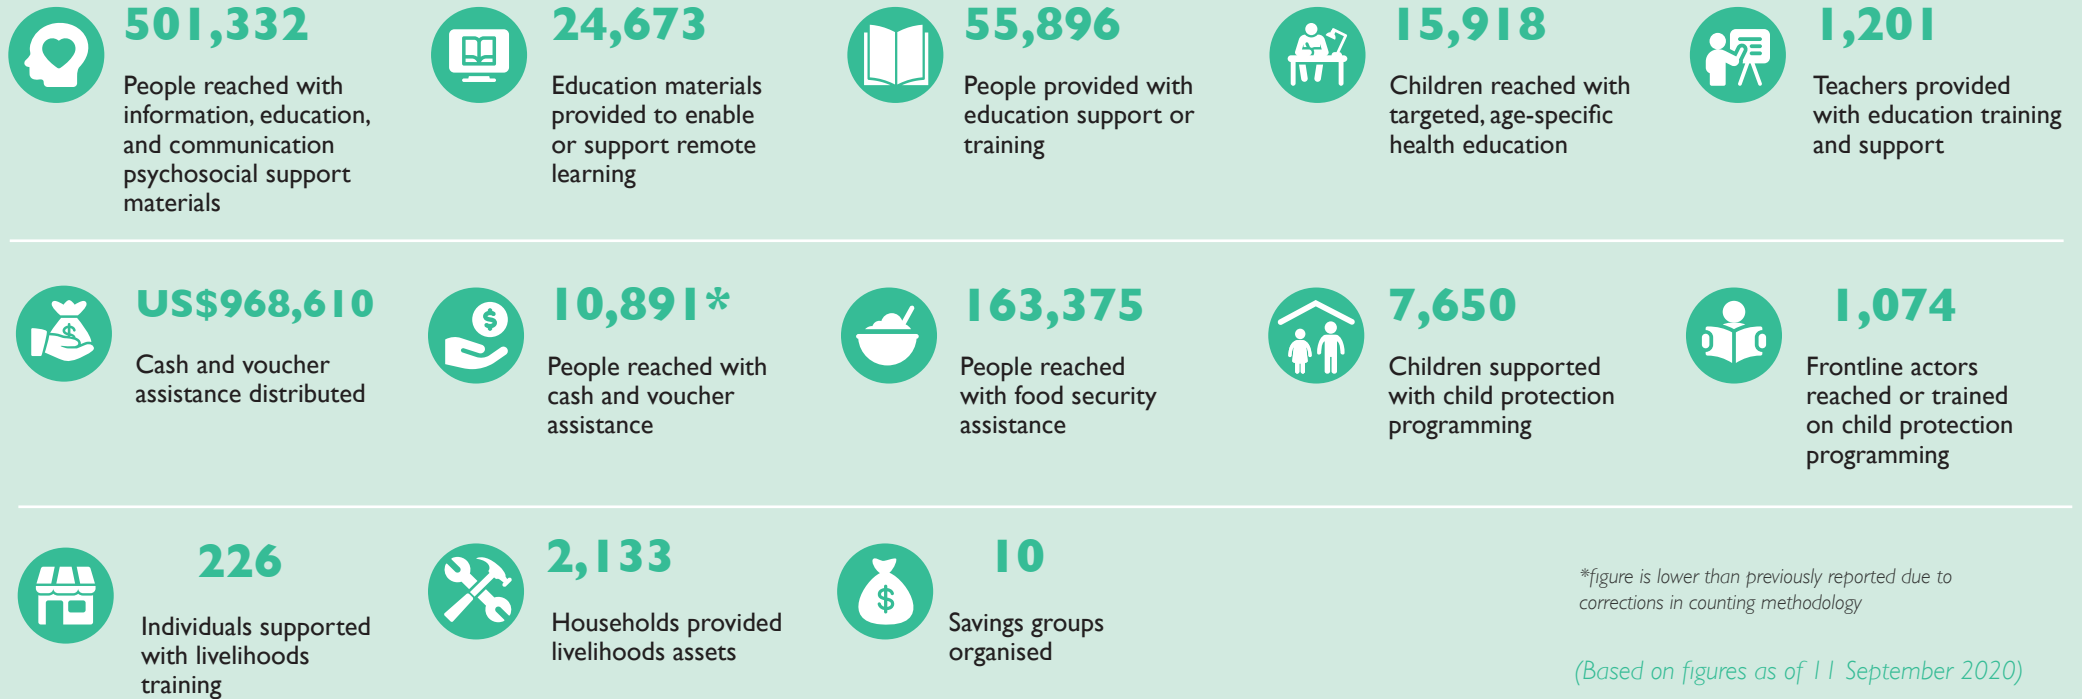 501,332
People reached with
information, education,
and communication
psychosocial support
materials
24,673
Education materials
provided to enable
or support remote
learning
55,896
People provided with
education support or
training
15,918
Children reached with
targeted, age-specific
health education
1,201
Teachers provided
with education training
and support
US$968,610
Cash and voucher
assistance distributed
10,891*
People reached with
cash and voucher
assistance
163,375
People reached
with food security
assistance
7,650
Children supported
with child protection
programming
1,074
Frontline actors
reached or trained
on child protection
programming
226
Individuals supported
with livelihoods
training
2,133
Households provided
livelihoods assets
10
Savings groups
organised
*figure is lower than previously reported due to
corrections in counting methodology
(Based on figures as of 11 September 2020)